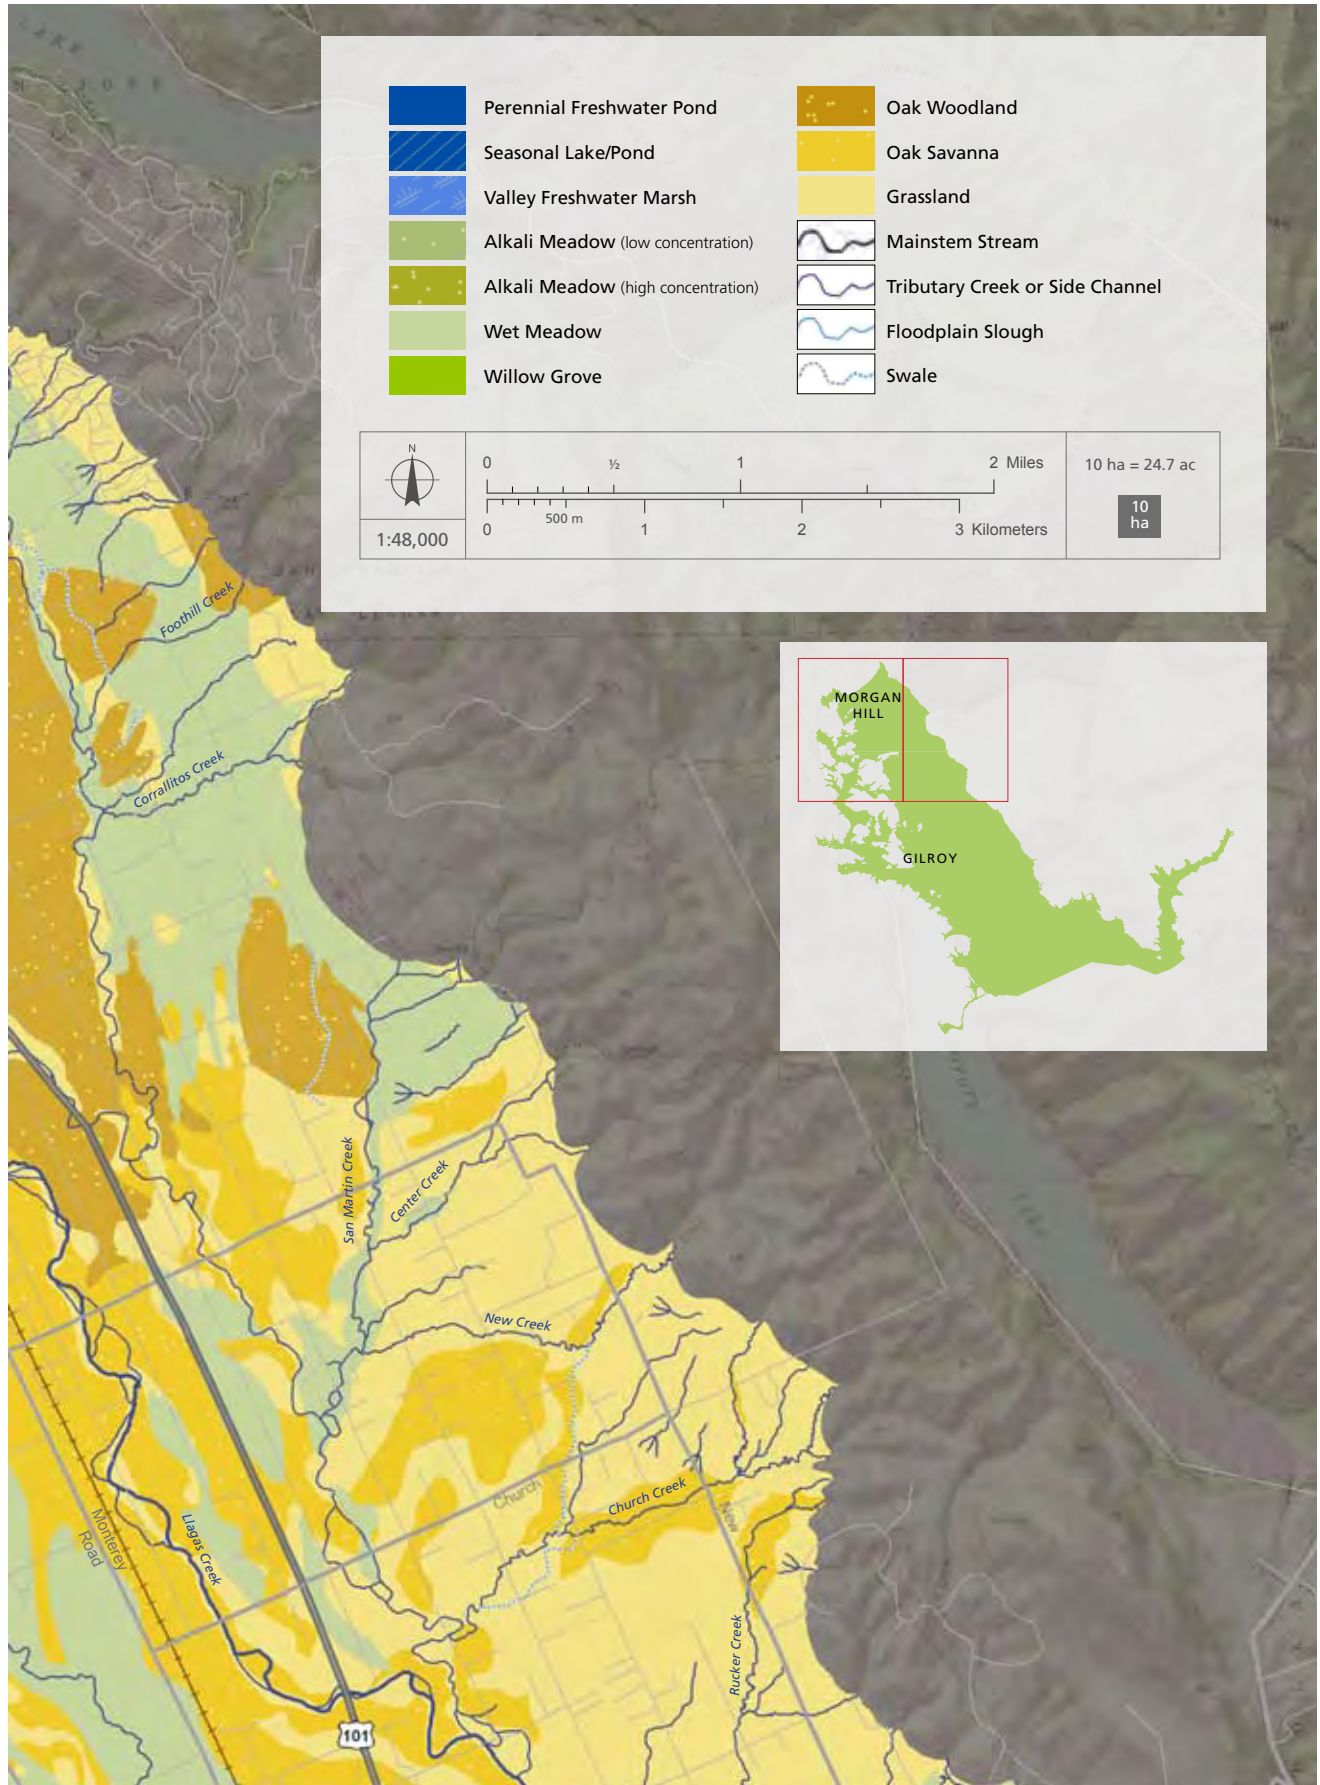 LAKE
Perennial Freshwater Pond
Seasonal Lake/Pond
Valley Freshwater Marsh
Alkali Meadow (low concentration)
Alkali Meadow (high concentration)
Wet Meadow
Willow Grove
Oak Woodland
Oak Savanna
Grassland
Mainstem Stream
Tributary Creek or Side Channel
Floodplain Slough
Swale
N
1:48,000
0 ½ 1 2 Miles
500 m
0 1 2 3 Kilometers
10 ha = 24.7 ac
10
ha
MORGAN
HILL
GILROY
Foothill Creek
Corrallitos Creek
San Martin Creek
Center Creek
New Creek
Church
Church Creek
New
Monterey
Road
Llagas Creek
Rucker Creek
101